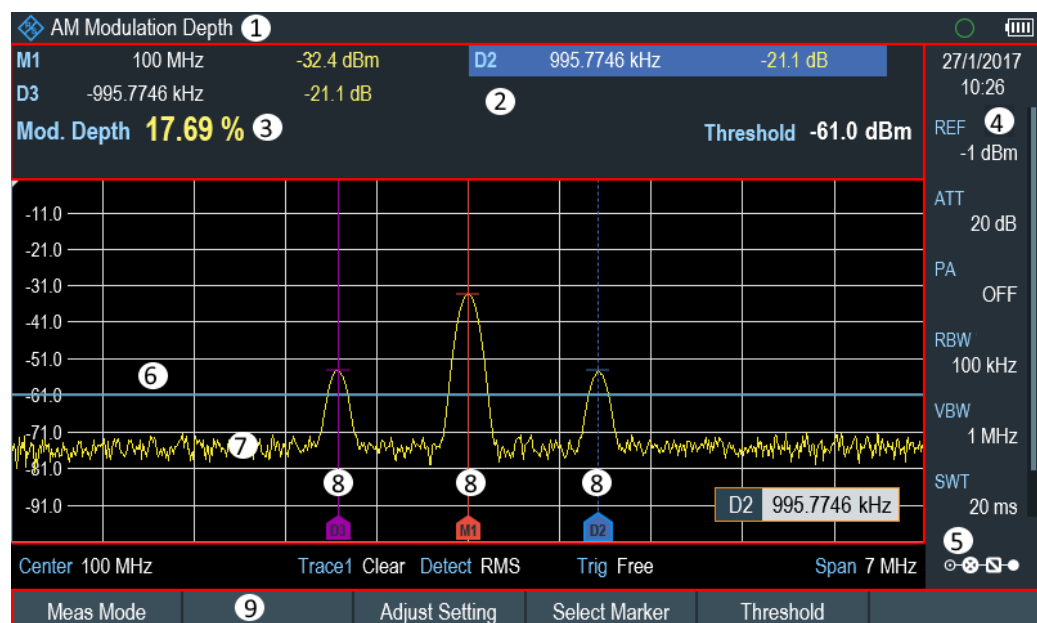 AM Modulation Depth 1
M1 100 MHz -32.4 dBm D2 995.7746 kHz -21.1 dB
D3 -995.7746 kHz -21.1 dB 2
Mod. Depth 17.69 % 3 Threshold -61.0 dBm
27/1/2017
10:26
REF 4
-1 dBm
ATT
20 dB
PA
OFF
RBW
100 kHz
VBW
1 MHz
SWT
20 ms
5
-11.0
-21.0
-31.0
-41.0
-51.0
6
-61.0
-71.0
7
-81.0
8 8 8
-91.0
D2 995.7746 kHz
D3 M1 D2
Center 100 MHz Trace1 Clear Detect RMS Trig Free Span 7 MHz
Meas Mode 9 Adjust Setting Select Marker Threshold